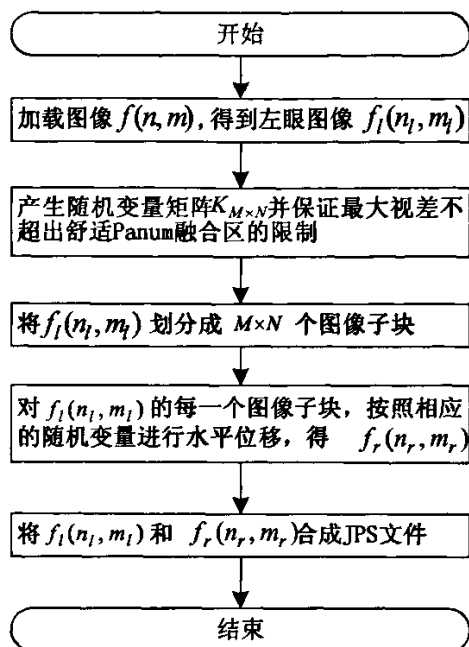 开始
加载图像 f(n,m), 得到左眼图像 f_l(n_l,m_l)
产生随机变量矩阵K_{M×N}并保证最大视差不
超出舒适Panum融合区的限制
将f_l(n_l,m_l) 划分成 M×N 个图像子块
对 f_l(n_l,m_l) 的每一个图像子块，按照相应
的随机变量进行水平位移，得 f_r(n_r,m_r)
将 f_l(n_l,m_l) 和 f_r(n_r,m_r)合成JPS文件
结束